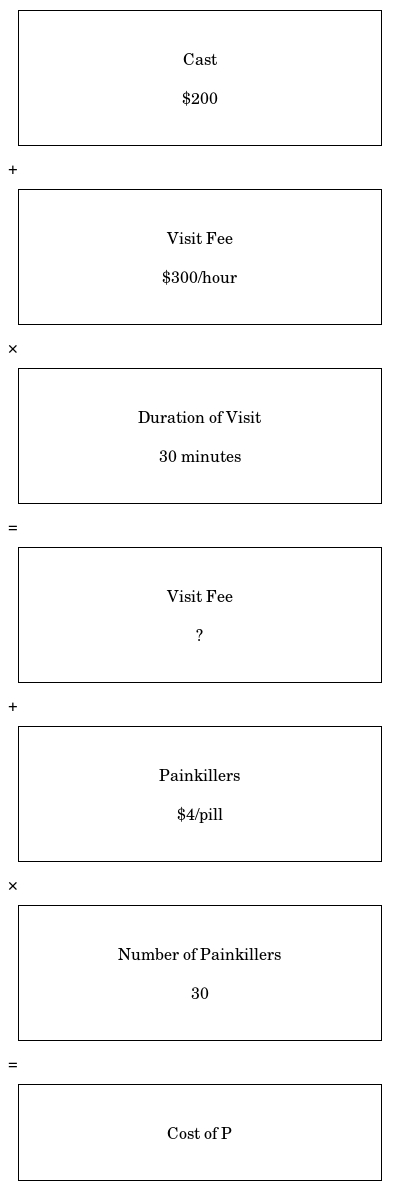 Cast
$200
+
Visit Fee
$300/hour
×
Duration of Visit
30 minutes
=
Visit Fee
?
+
Painkillers
$4/pill
×
Number of Painkillers
30
=
Cost of P